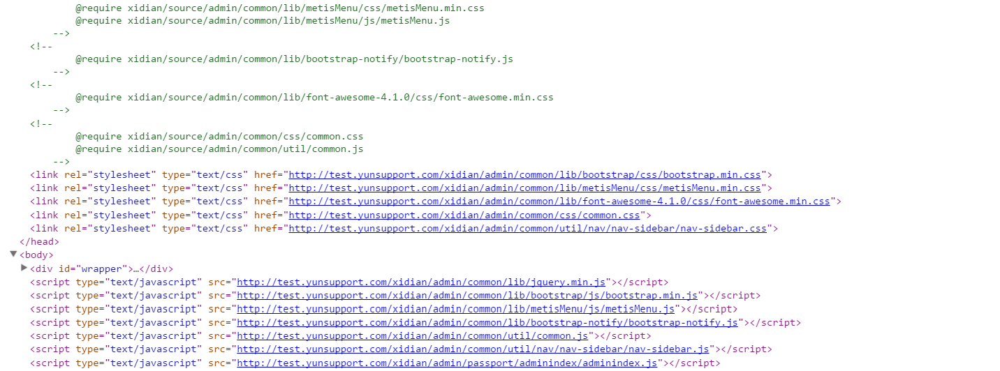 @require xidian/source/admin/common/lib/metisMenu/css/metisMenu.min.css
@require xidian/source/admin/common/lib/metisMenu/js/metisMenu.js
-->
<!--
@require xidian/source/admin/common/lib/bootstrap-notify/bootstrap-notify.js
-->
<!--
@require xidian/source/admin/common/lib/font-awesome-4.1.0/css/font-awesome.min.css
-->
<!--
@require xidian/source/admin/common/css/common.css
@require xidian/source/admin/common/util/common.js
-->
<link rel="stylesheet" type="text/css" href="http://test.yunsupport.com/xidian/admin/common/lib/bootstrap/css/bootstrap.min.css">
<link rel="stylesheet" type="text/css" href="http://test.yunsupport.com/xidian/admin/common/lib/metisMenu/css/metisMenu.min.css">
<link rel="stylesheet" type="text/css" href="http://test.yunsupport.com/xidian/admin/common/lib/font-awesome-4.1.0/css/font-awesome.min.css">
<link rel="stylesheet" type="text/css" href="http://test.yunsupport.com/xidian/admin/common/css/common.css">
<link rel="stylesheet" type="text/css" href="http://test.yunsupport.com/xidian/admin/common/util/nav/nav-sidebar/nav-sidebar.css">
</head>
<body>
<div id="wrapper">…</div>
<script type="text/javascript" src="http://test.yunsupport.com/xidian/admin/common/lib/jquery.min.js"></script>
<script type="text/javascript" src="http://test.yunsupport.com/xidian/admin/common/lib/bootstrap/js/bootstrap.min.js"></script>
<script type="text/javascript" src="http://test.yunsupport.com/xidian/admin/common/lib/metisMenu/js/metisMenu.js"></script>
<script type="text/javascript" src="http://test.yunsupport.com/xidian/admin/common/lib/bootstrap-notify/bootstrap-notify.js"></script>
<script type="text/javascript" src="http://test.yunsupport.com/xidian/admin/common/util/common.js"></script>
<script type="text/javascript" src="http://test.yunsupport.com/xidian/admin/common/util/nav/nav-sidebar/nav-sidebar.js"></script>
<script type="text/javascript" src="http://test.yunsupport.com/xidian/admin/passport/adminindex/adminindex.js"></script>